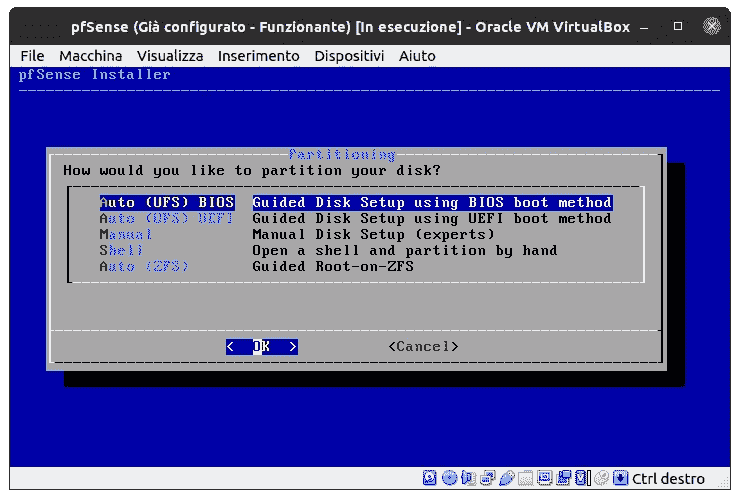 pfSense (Già configurato - Funzionante) [In esecuzione] - Oracle VM VirtualBox
File Macchina Visualizza Inserimento Dispositivi Aiuto
pfSense Installer
Partitioning
How would you like to partition your disk?
Auto (UFS) BIOS Guided Disk Setup using BIOS boot method
Auto (UFS) UEFI Guided Disk Setup using UEFI boot method
Manual Manual Disk Setup (experts)
Shell Open a shell and partition by hand
Auto (ZFS) Guided Root-on-ZFS
< OK > <Cancel>
Ctrl destro